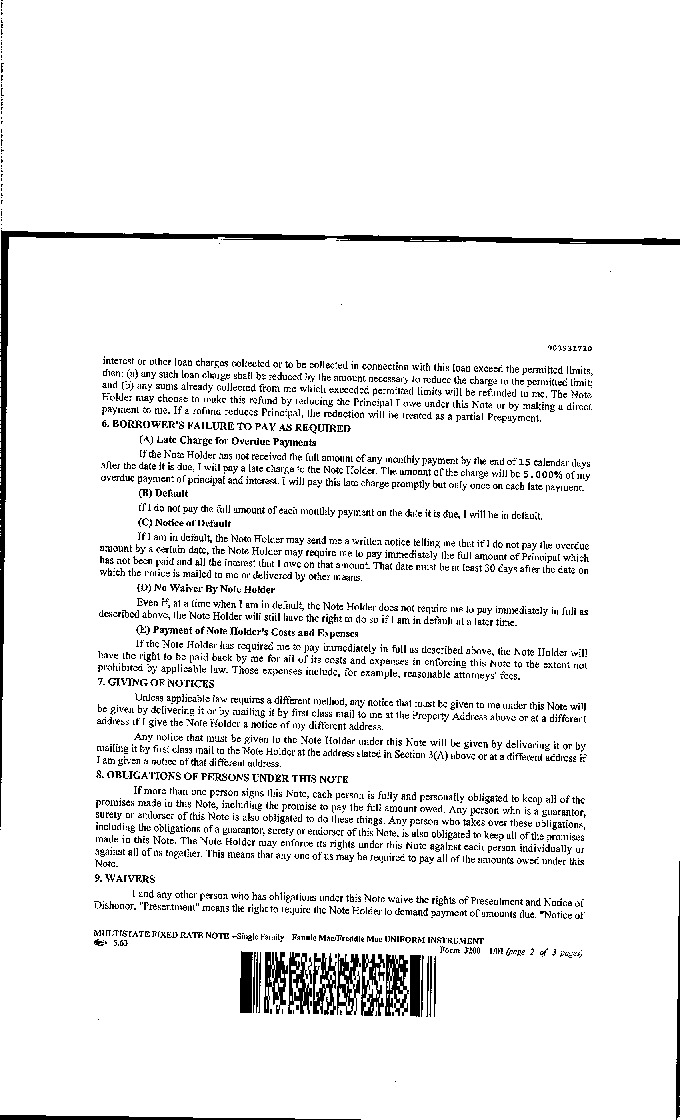 interest or other loan charges collected or to be collected in connection with this loan exceed the permitted limits,
then: (a) any such loan charge shall be reduced by the amount necessary to reduce the charge to the permitted limit;
and (b) any sums already collected from me which exceeded permitted limits will be refunded to me. The Note
Holder may choose to make this refund by reducing the Principal I owe under this Note or by making a direct
payment to me. If a refund reduces Principal, the reduction will be treated as a partial Prepayment.
6. BORROWER'S FAILURE TO PAY AS REQUIRED
(A) Late Charge for Overdue Payments
If the Note Holder has not received the full amount of any monthly payment by the end of 15 calendar days
after the date it is due, I will pay a late charge to the Note Holder. The amount of the charge will be 5.000% of my
overdue payment of principal and interest. I will pay this late charge promptly but only once on each late payment.
(B) Default
If I do not pay the full amount of each monthly payment on the date it is due, I will be in default.
(C) Notice of Default
If I am in default, the Note Holder may send me a written notice telling me that if I do not pay the overdue
amount by a certain date, the Note Holder may require me to pay immediately the full amount of Principal which
has not been paid and all the interest that I owe on that amount. That date must be at least 30 days after the date on
which the notice is mailed to me or delivered by other means.
(D) No Waiver By Note Holder
Even if, at a time when I am in default, the Note Holder does not require me to pay immediately in full as
described above, the Note Holder will still have the right to do so if I am in default at a later time.
(E) Payment of Note Holder's Costs and Expenses
If the Note Holder has required me to pay immediately in full as described above, the Note Holder will
have the right to be paid back by me for all of its costs and expenses in enforcing this Note to the extent not
prohibited by applicable law. Those expenses include, for example, reasonable attorneys' fees.
7. GIVING OF NOTICES
Unless applicable law requires a different method, any notice that must be given to me under this Note will
be given by delivering it or by mailing it by first class mail to me at the Property Address above or at a different
address if I give the Note Holder a notice of my different address.
Any notice that must be given to the Note Holder under this Note will be given by delivering it or by
mailing it by first class mail to the Note Holder at the address stated in Section 3(A) above or at a different address if
I am given a notice of that different address.
8. OBLIGATIONS OF PERSONS UNDER THIS NOTE
If more than one person signs this Note, each person is fully and personally obligated to keep all of the
promises made in this Note, including the promise to pay the full amount owed. Any person who is a guarantor,
surety or endorser of this Note is also obligated to do these things. Any person who takes over these obligations,
including the obligations of a guarantor, surety or endorser of this Note, is also obligated to keep all of the promises
made in this Note. The Note Holder may enforce its rights under this Note against each person individually or
against all of us together. This means that any one of us may be required to pay all of the amounts owed under this
Note.
9. WAIVERS
I and any other person who has obligations under this Note waive the rights of Presentment and Notice of
Dishonor. "Presentment" means the right to require the Note Holder to demand payment of amounts due. "Notice of
MULTISTATE FIXED RATE NOTE --Single Family Fannie Mae/Freddie Mac UNIFORM INSTRUMENT
Form 3200 1/01 (page 2 of 3 pages)